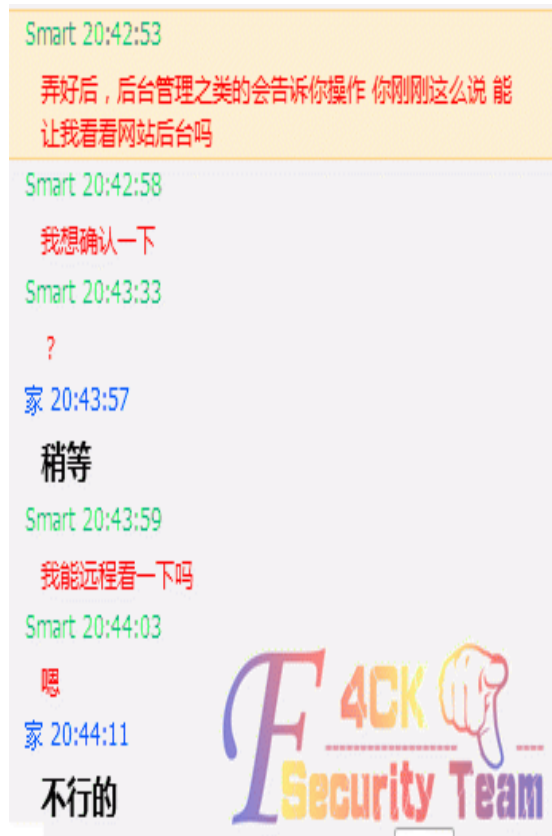 Smart 20:42:53
弄好后，后台管理之类的会告诉你操作 你刚刚这么说 能
让我看看网站后台吗
Smart 20:42:58
我想确认一下
Smart 20:43:33
？
家 20:43:57
稍等
Smart 20:43:59
我能远程看一下吗
Smart 20:44:03
嗯
家 20:44:11
不行的
F4CK
Security Team